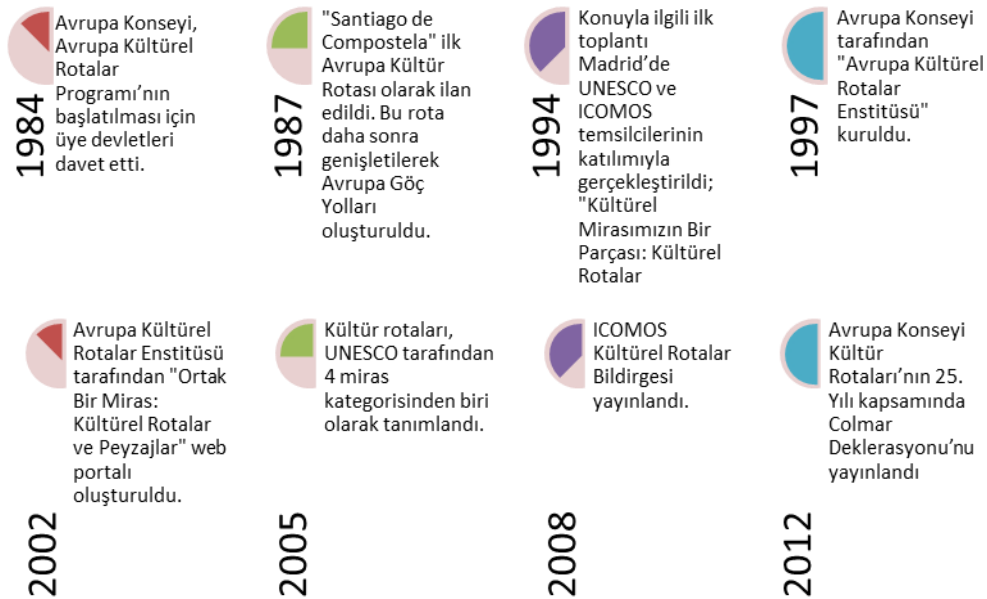 1984
Avrupa Konseyi,
Avrupa Kültürel
Rotalar
Programı’nın
başlatılması için
üye devletleri
davet etti.
1987
"Santiago de
Compostela" ilk
Avrupa Kültür
Rotası olarak ilan
edildi. Bu rota
daha sonra
genişletilerek
Avrupa Göç
Yolları
oluşturuldu.
1994
Konuyla ilgili ilk
toplantı
Madrid’de
UNESCO ve
ICOMOS
temsilcilerinin
katılımıyla
gerçekleştirildi;
"Kültürel
Mirasımızın Bir
Parçası: Kültürel
Rotalar
1997
Avrupa Konseyi
tarafından
"Avrupa Kültürel
Rotalar
Enstitüsü"
kuruldu.
2002
Avrupa Kültürel
Rotalar Enstitüsü
tarafından "Ortak
Bir Miras:
Kültürel Rotalar
ve Peyzajlar" web
portalı
oluşturuldu.
2005
Kültür rotaları,
UNESCO tarafından
4 miras
kategorisinden biri
olarak tanımlandı.
2008
ICOMOS
Kültürel Rotalar
Bildirgesi
yayınlandı.
2012
Avrupa Konseyi
Kültür
Rotaları’nın 25.
Yılı kapsamında
Colmar
Deklerasyonu’nu
yayınlandı